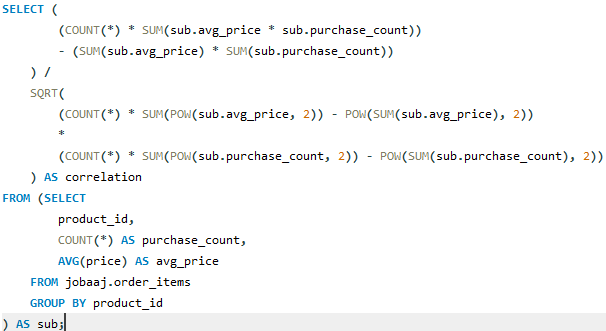 SELECT (
(COUNT(*) * SUM(sub.avg_price * sub.purchase_count))
- (SUM(sub.avg_price) * SUM(sub.purchase_count))
) /
SQRT(
(COUNT(*) * SUM(POW(sub.avg_price, 2)) - POW(SUM(sub.avg_price), 2))
*
(COUNT(*) * SUM(POW(sub.purchase_count, 2)) - POW(SUM(sub.purchase_count), 2))
) AS correlation
FROM (SELECT
product_id,
COUNT(*) AS purchase_count,
AVG(price) AS avg_price
FROM jobaaj.order_items
GROUP BY product_id
) AS sub;